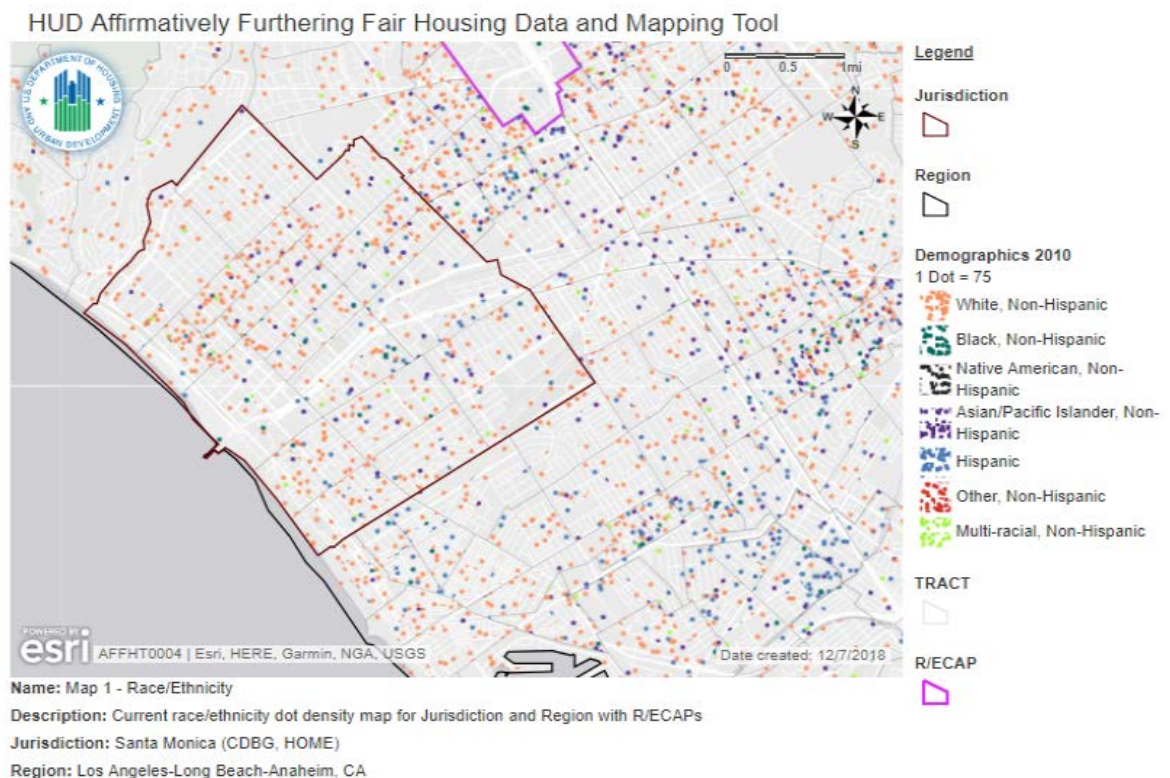 HUD Affirmatively Furthering Fair Housing Data and Mapping Tool
U.S. DEPARTMENT OF HOUSING
AND URBAN DEVELOPMENT
0 0.5 1mi
N
W E
S
Legend
Jurisdiction
Region
Demographics 2010
1 Dot = 75
White, Non-Hispanic
Black, Non-Hispanic
Native American, Non-
Hispanic
Asian/Pacific Islander, Non-
Hispanic
Hispanic
Other, Non-Hispanic
Multi-racial, Non-Hispanic
TRACT
R/ECAP
POWERED BY
esri
AFFHT0004 | Esri, HERE, Garmin, NGA, USGS
Date created: 12/7/2018
Name: Map 1 - Race/Ethnicity
Description: Current race/ethnicity dot density map for Jurisdiction and Region with R/ECAPs
Jurisdiction: Santa Monica (CDBG, HOME)
Region: Los Angeles-Long Beach-Anaheim, CA